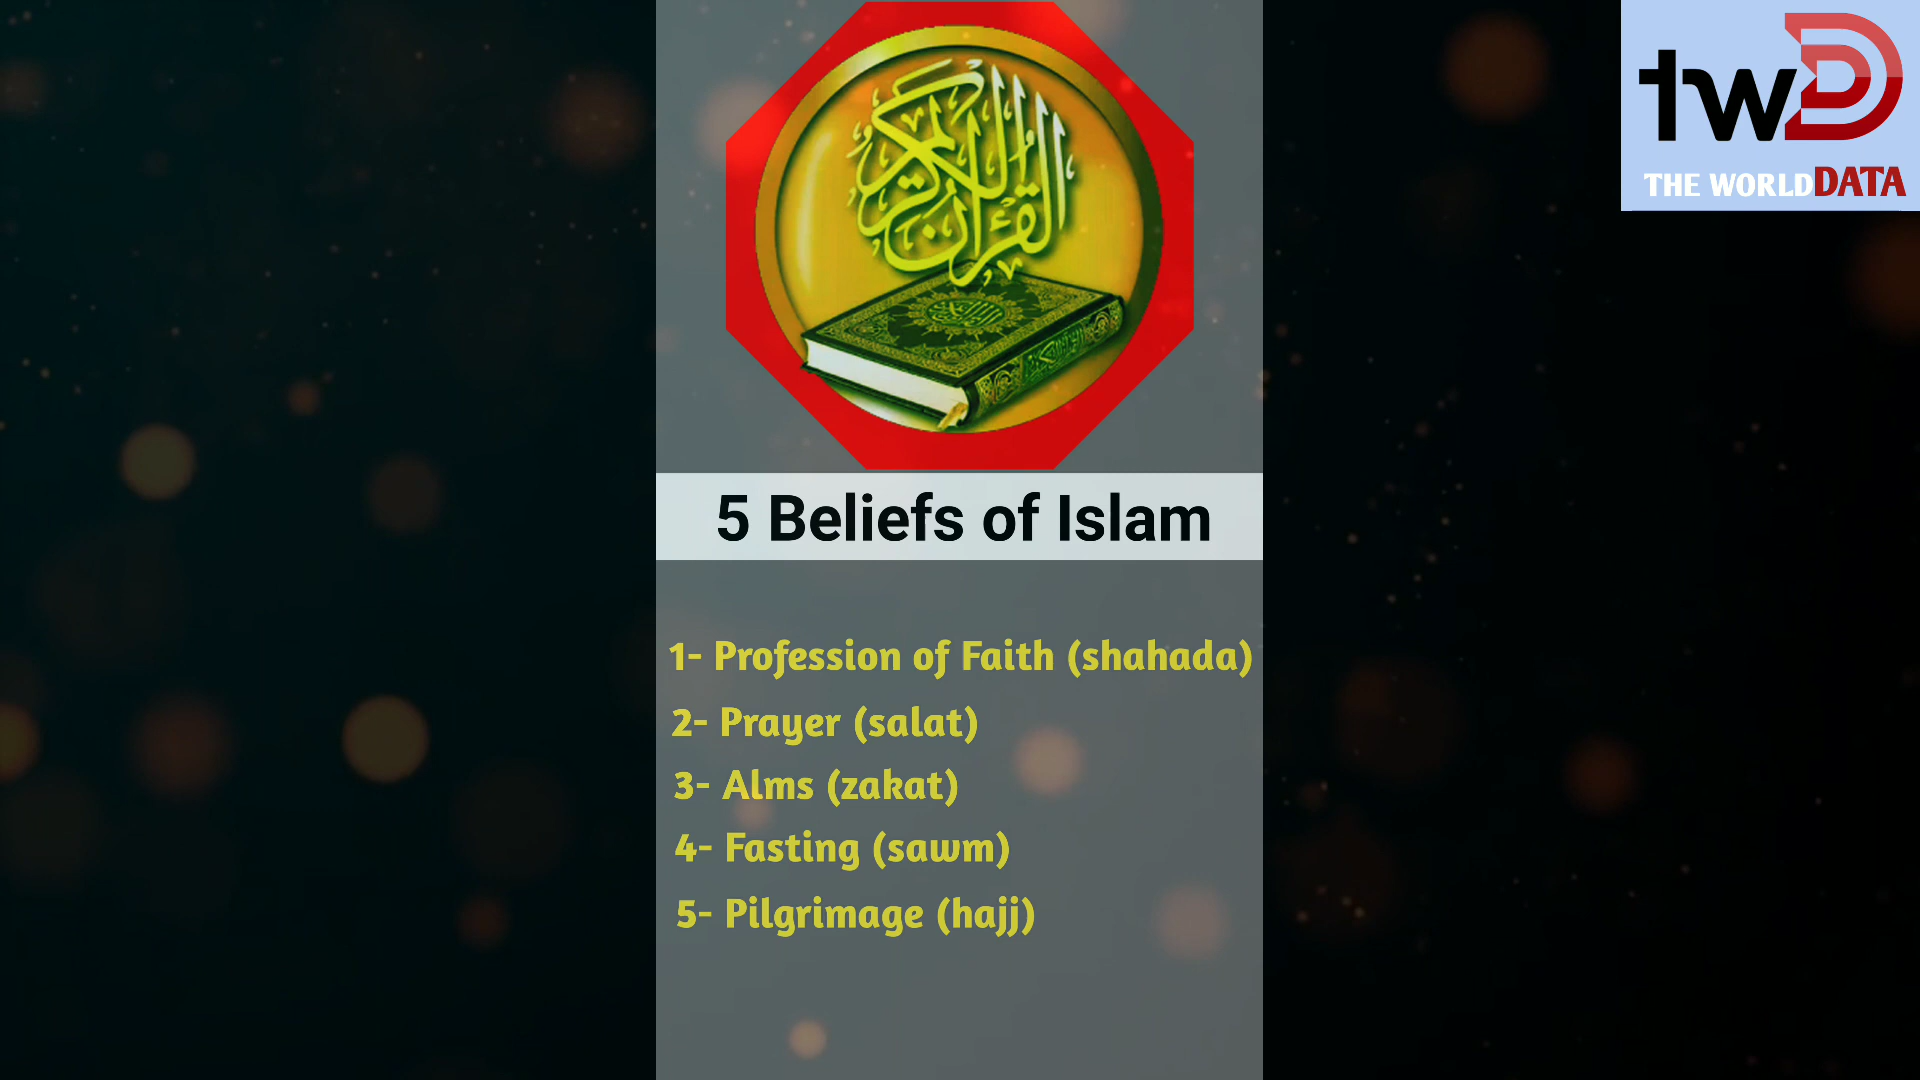 القرآن الكريم
twD
THE WORLDDATA
5 Beliefs of Islam
1- Profession of Faith (shahada)
2- Prayer (salat)
3- Alms (zakat)
4- Fasting (sawm)
5- Pilgrimage (hajj)